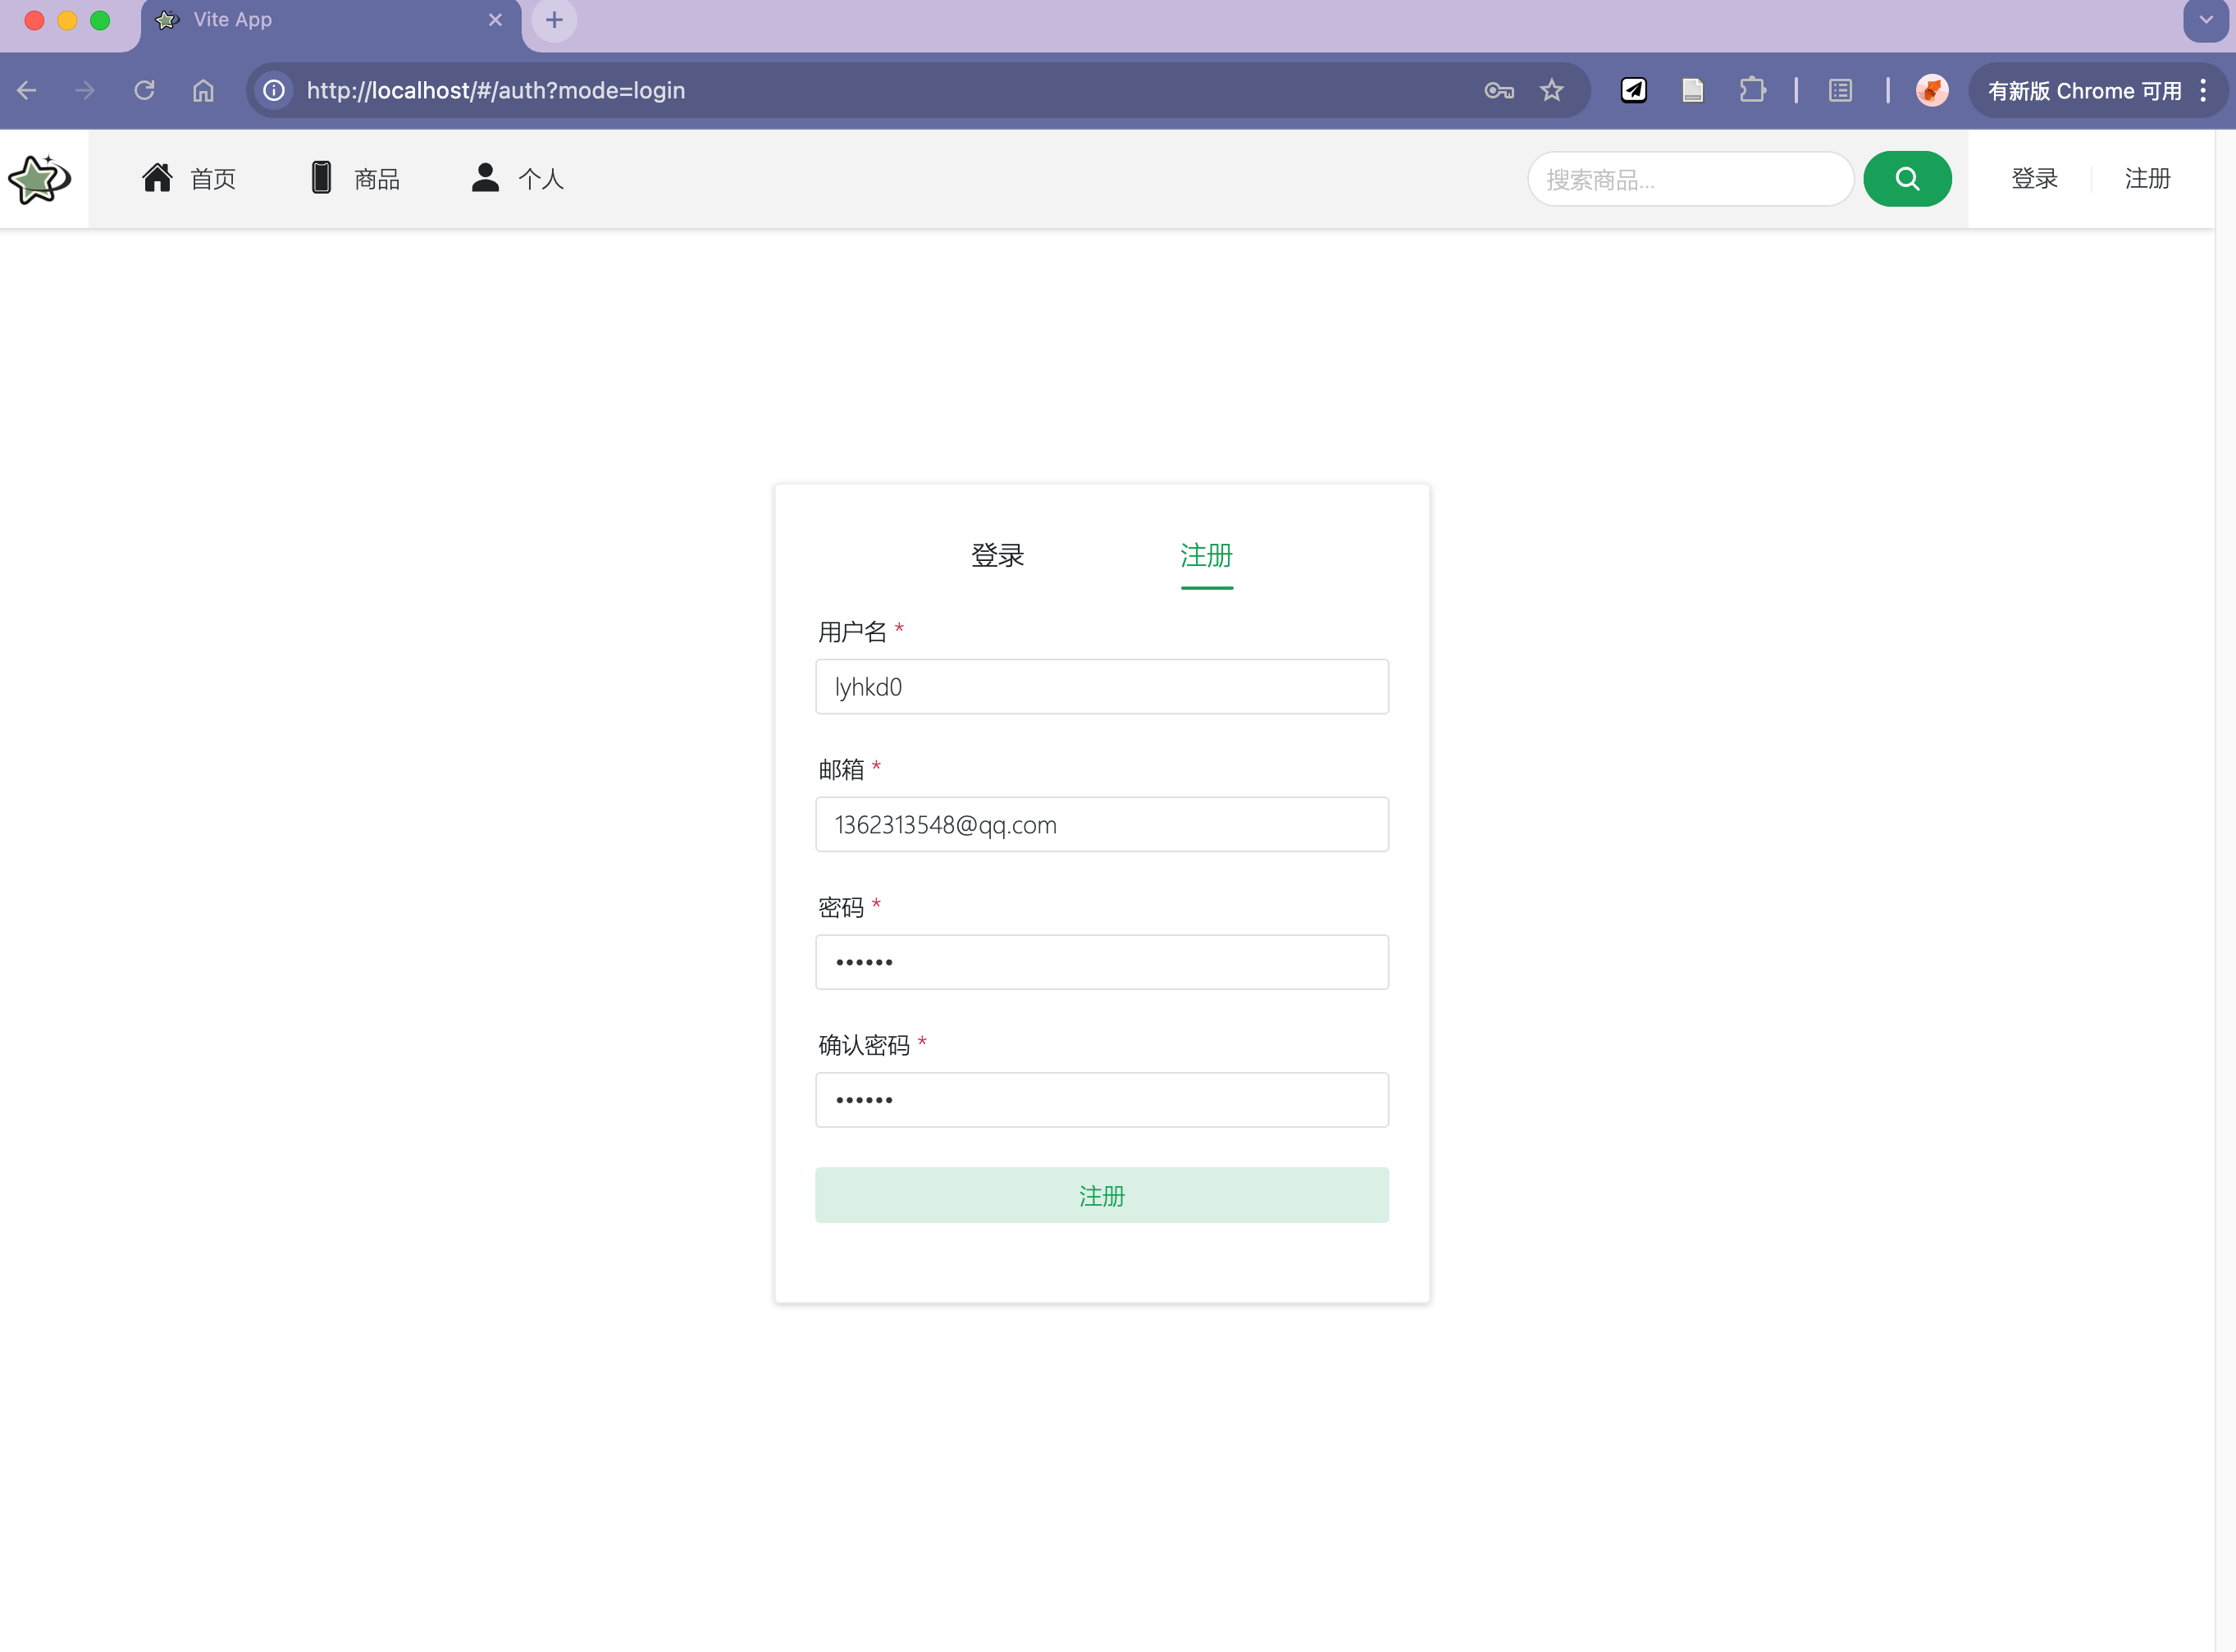 Vite App
http://localhost/#/auth?mode=login
有新版 Chrome 可用
首页 商品 个人 搜索商品... 登录 注册
登录 注册
用户名 *
lyhkd0
邮箱 *
1362313548@qq.com
密码 *
••••••
确认密码 *
••••••
注册